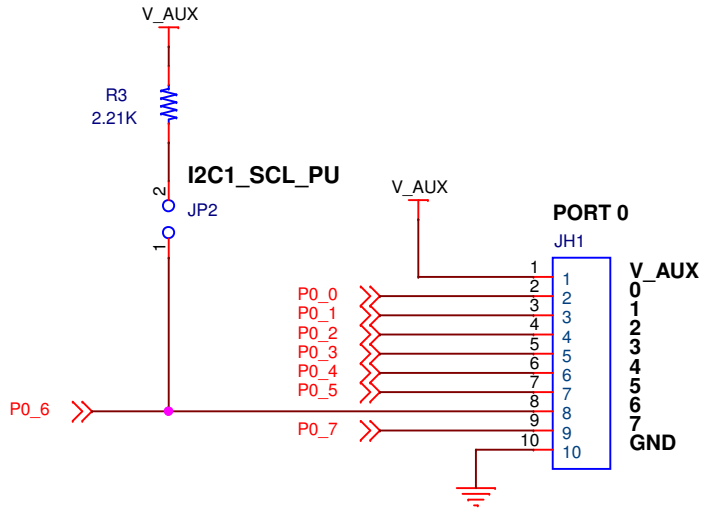 V_AUX
R3
2.21K
2
I2C1_SCL_PU
JP2
1
V_AUX
PORT 0
JH1
1 1 V_AUX
P0_0 2 2 0
P0_1 3 3 1
P0_2 4 4 2
P0_3 5 5 3
P0_4 6 6 4
P0_5 7 7 5
P0_6 8 8 6
P0_7 9 9 7
10 10 GND